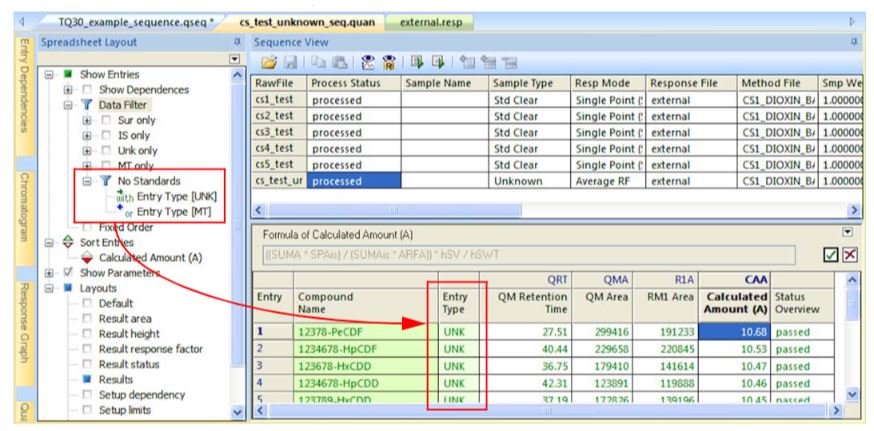 TQ30_example_sequence.qseq * cs_test_unknown_seq.quan external.resp
Entry Dependencies
Chromatogram
Response Graph
Spreadsheet Layout
Show Entries
Show Dependences
Data Filter
Sur only
IS only
Unk only
MT only
No Standards
with Entry Type [UNK]
or Entry Type [MT]
Fixed Order
Sort Entries
Calculated Amount (A)
Show Parameters
Layouts
Default
Result area
Result height
Result response factor
Result status
Results
Setup dependency
Setup limits
Sequence View
RawFile Process Status Sample Name Sample Type Resp Mode Response File Method File Smp We
cs1_test processed Std Clear Single Point external CS1_DIOXIN_BA 1.00000
cs2_test processed Std Clear Single Point external CS1_DIOXIN_BA 1.00000
cs3_test processed Std Clear Single Point external CS1_DIOXIN_BA 1.00000
cs4_test processed Std Clear Single Point external CS1_DIOXIN_BA 1.00000
cs5_test processed Std Clear Single Point external CS1_DIOXIN_BA 1.00000
cs_test_ur processed Unknown Average RF external CS1_DIOXIN_BA 1.00000
Formula of Calculated Amount (A)
((SUMA * SPAis) / (SUMAis * ARFA)) * hSV / hSWT
QRT QMA R1A CAA
Entry Compound Name Entry Type QM Retention Time QM Area RM1 Area Calculated Amount (A) Status Overview
1 12378-PeCDF UNK 27.51 299416 191233 10.68 passed
2 1234678-HpCDF UNK 40.44 229658 220845 10.53 passed
3 123678-HxCDD UNK 36.75 179410 141614 10.47 passed
4 1234678-HpCDD UNK 42.31 123891 119888 10.46 passed
5 123789-HxCDD UNK 37.19 172826 139196 10.45 passed